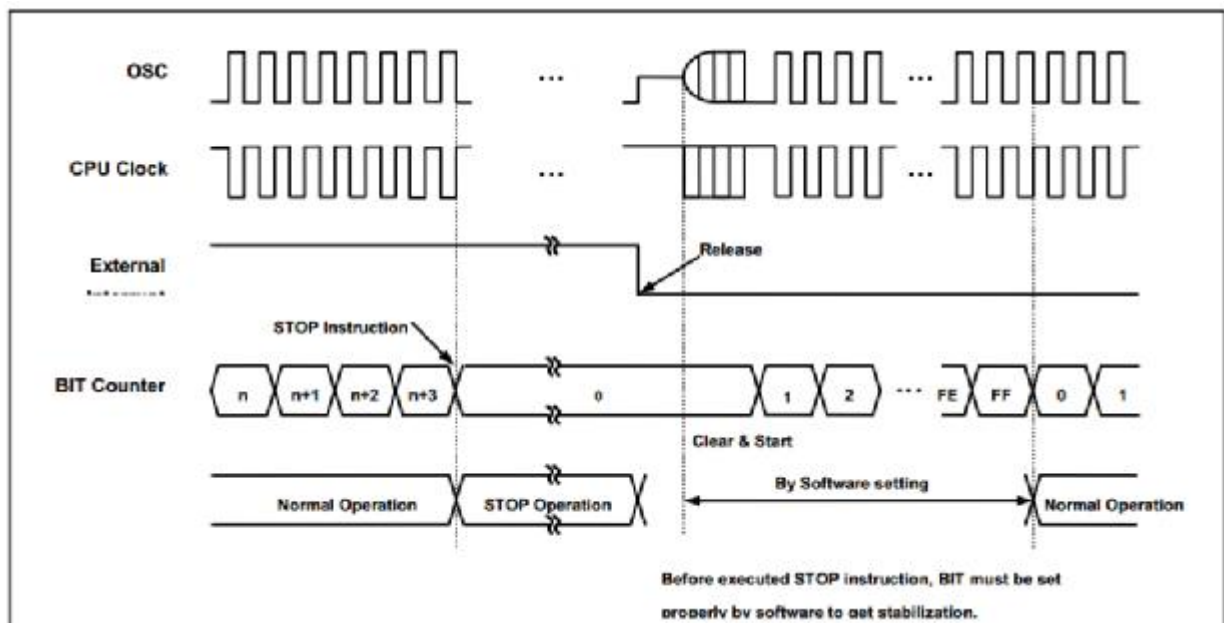 OSC
...
CPU Clock
...
...
External
Release
STOP Instruction
BIT Counter
n
n+1
n+2
n+3
0
1
2
...
FE
FF
0
1
Clear & Start
By Software setting
Normal Operation
STOP Operation
Normal Operation
Before executed STOP instruction, BIT must be set
properly by software to get stabilization.